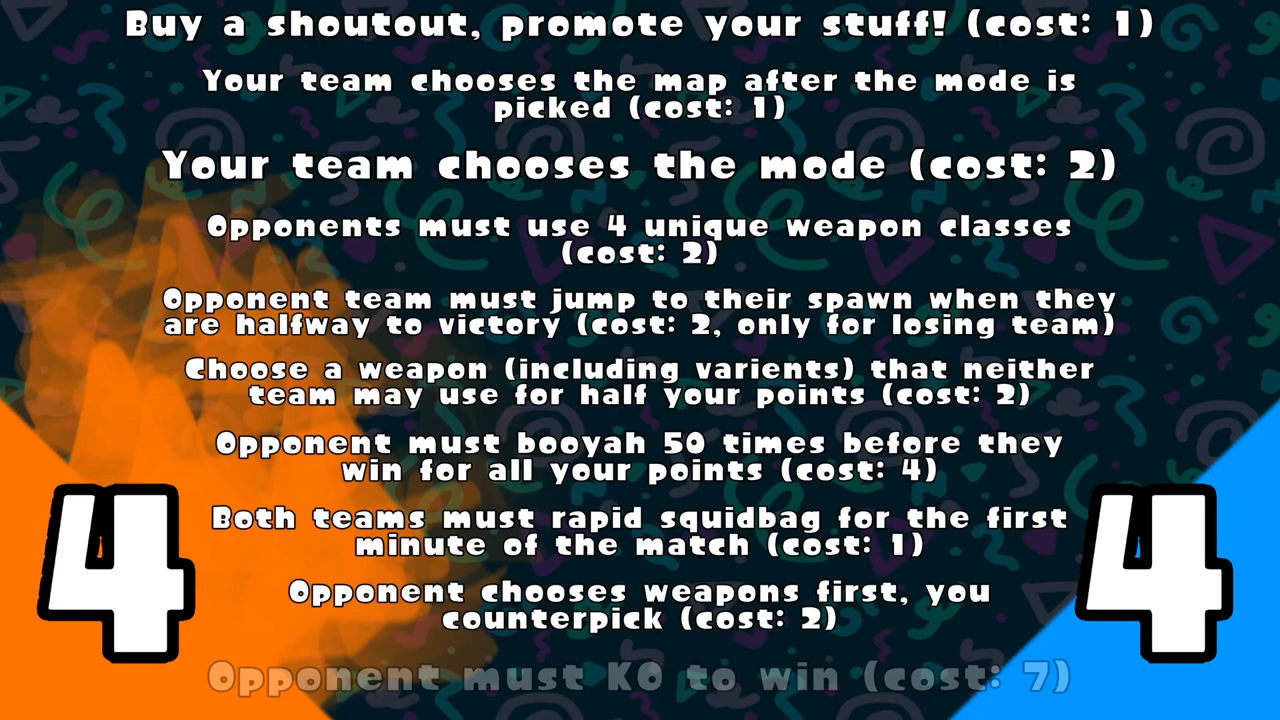 Buy a shoutout, promote your stuff! (cost: 1)
Your team chooses the map after the mode is
picked (cost: 1)
Your team chooses the mode (cost: 2)
Opponents must use 4 unique weapon classes
(cost: 2)
Opponent team must jump to their spawn when they
are halfway to victory (cost: 2, only for losing team)
Choose a weapon (including varients) that neither
team may use for half your points (cost: 2)
Opponent must booyah 50 times before they
win for all your points (cost: 4)
Both teams must rapid squidbag for the first
minute of the match (cost: 1)
Opponent chooses weapons first, you
counterpick (cost: 2)
Opponent must KO to win (cost: 7)
4
4